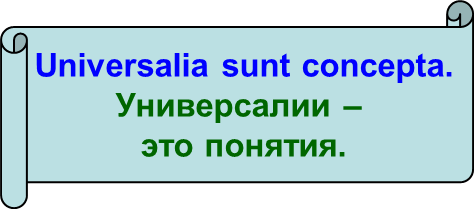 Universalia sunt concepta.
Универсалии –
это понятия.